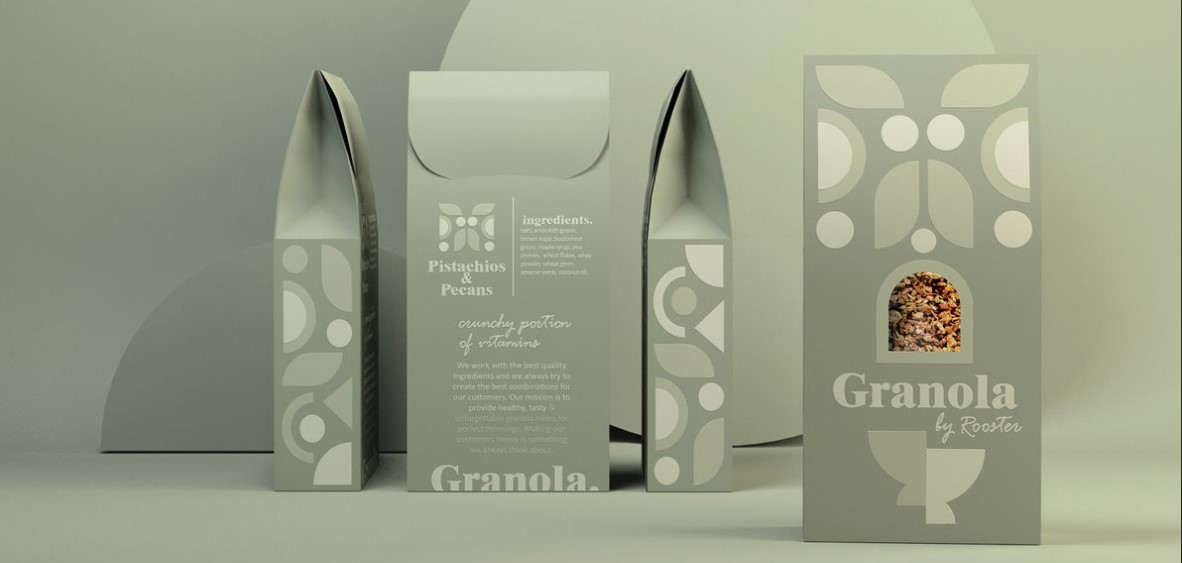 Pistachios
&
Pecans
ingredients.
oats, amaranth grains,
brown sugar, buckwheat
grains, maple syrup, pea
protein, wheat flakes, whey
powder, wheat germ,
sesame seeds, coconut oil.
crunchy portion
of vitamins
We work with the best quality
ingredients and we always try to
create the best combinations for
our customers. Our mission is to
provide healthy, tasty &
unforgettable granola mixes for
perfect mornings. Making our
customers happy is something
we always think about.
Granola.
Granola
by Rooster